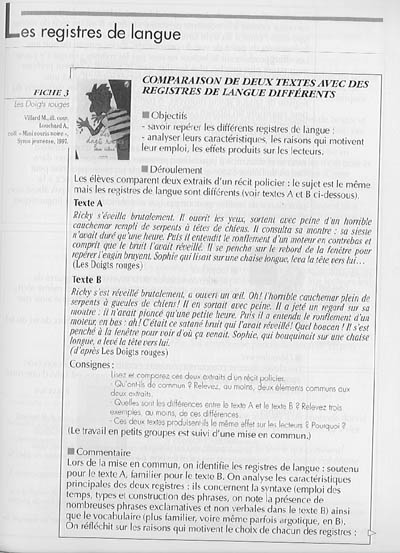 Les registres de langue
FICHE 3
Les Doigts rouges
Villard M., ill. coul.
Louchard A.,
coll. « Mini souris noire »,
Syros jeunesse, 1997.
COMPARAISON DE DEUX TEXTES AVEC DES
REGISTRES DE LANGUE DIFFÉRENTS
Objectifs
- savoir repérer les différents registres de langue ;
- analyser leurs caractéristiques, les raisons qui motivent
leur emploi, les effets produits sur les lecteurs.
Déroulement
Les élèves comparent deux extraits d'un récit policier : le sujet est le même
mais les registres de langue sont différents (voir textes A et B ci-dessous).
Texte A
Ricky s'éveilla brutalement. Il ouvrit les yeux, sortant avec peine d'un horrible
cauchemar rempli de serpents à têtes de chiens. Il consulta sa montre : sa sieste
n'avait duré qu'une heure. Puis il entendit le ronflement d'un moteur en contrebas et
comprit que le bruit l'avait réveillé. Il se pencha sur le rebord de la fenêtre pour
repérer l'engin bruyant. Sophie qui lisait sur une chaise longue, leva la tête vers lui…
(Les Doigts rouges)
Texte B
Ricky s'est réveillé brutalement, a ouvert un œil. Oh! l'horrible cauchemar plein de
serpents à gueules de chiens! Il en sortait avec peine. Il a jeté un regard sur sa
montre : il n'avait pioncé qu'une petite heure. Puis il a entendu le ronflement d'un
moteur, en bas : ah! C'était ce satané bruit qui l'avait réveillé! Quel boucan! Il s'est
penché à la fenêtre pour voir d'où ça venait. Sophie, qui bouquinait sur une chaise
longue, a levé la tête vers lui.
(d'après Les Doigts rouges)
Consignes :
Lisez et comparez ces deux extraits d'un récit policier.
- Qu'ont-ils de commun ? Relevez, au moins, deux éléments communs aux
deux extraits.
- Quelles sont les différences entre le texte A et le texte B ? Relevez trois
exemples, au moins, de ces différences.
- Ces deux textes produisent-ils le même effet sur les lecteurs ? Pourquoi ?
(Le travail en petits groupes est suivi d'une mise en commun.)
Commentaire
Lors de la mise en commun, on identifie les registres de langue : soutenu
pour le texte A, familier pour le texte B. On analyse les caractéristiques
principales des deux registres : ils concernent la syntaxe (emploi des
temps, types et construction des phrases, on note la présence de
nombreuses phrases exclamatives et non verbales dans le texte B) ainsi
que le vocabulaire (plus familier, voire même parfois argotique, en B).
On réfléchit sur les raisons qui motivent le choix de chacun des registres :